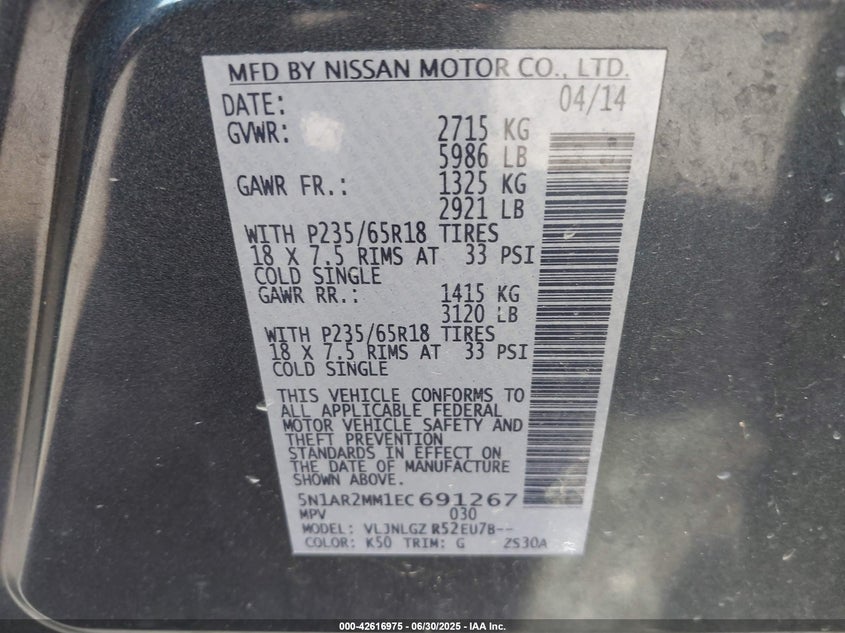 MFD BY NISSAN MOTOR CO., LTD.
DATE: 04/14
GVWR: 2715 KG
5986 LB
GAWR FR.: 1325 KG
2921 LB
WITH P235/65R18 TIRES
18 X 7.5 RIMS AT 33 PSI
COLD SINGLE
GAWR RR.: 1415 KG
3120 LB
WITH P235/65R18 TIRES
18 X 7.5 RIMS AT 33 PSI
COLD SINGLE
THIS VEHICLE CONFORMS TO
ALL APPLICABLE FEDERAL
MOTOR VEHICLE SAFETY AND
THEFT PREVENTION
STANDARDS IN EFFECT ON
THE DATE OF MANUFACTURE
SHOWN ABOVE.
5N1AR2MM1EC691267
MPV 030
MODEL: VLJNLGZ R52EU7B--
COLOR: K50 TRIM: G ZS30A
000-42616975 - 06/30/2025 - IAA Inc.